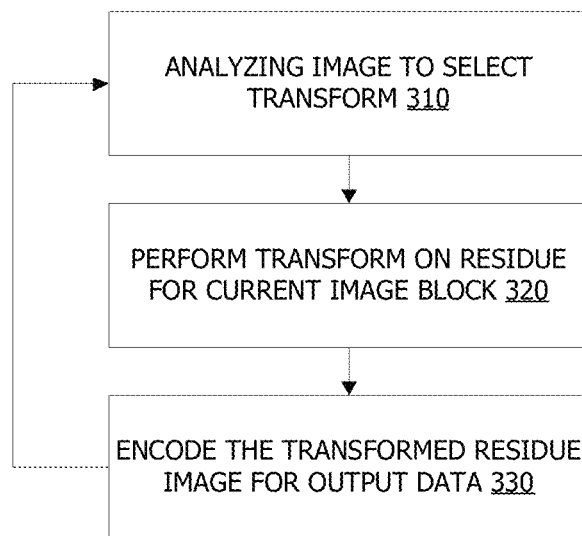 ANALYZING IMAGE TO SELECT
TRANSFORM 310
PERFORM TRANSFORM ON RESIDUE
FOR CURRENT IMAGE BLOCK 320
ENCODE THE TRANSFORMED RESIDUE
IMAGE FOR OUTPUT DATA 330